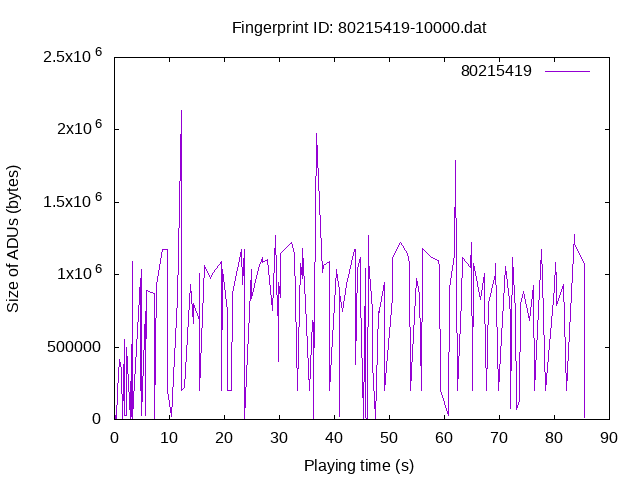 Fingerprint ID: 80215419-10000.dat
2.5x10 6
80215419
2x10 6
1.5x10 6
1x10 6
500000
0
0 10 20 30 40 50 60 70 80 90
Size of ADUs (bytes)
Playing time (s)